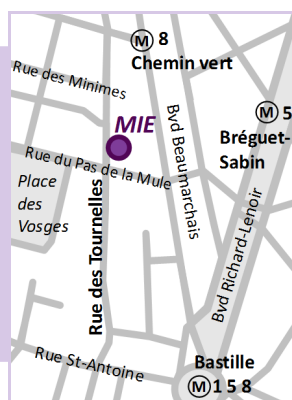 M 8
Chemin vert
Rue des Minimes
M 5
MIE
Bvd Beaumarchais
Bréguet-
Sabin
Rue du Pas de la Mule
Place
des
Vosges
Rue des Tournelles
Bvd Richard-Lenoir
Rue St-Antoine
Bastille
M 1 5 8